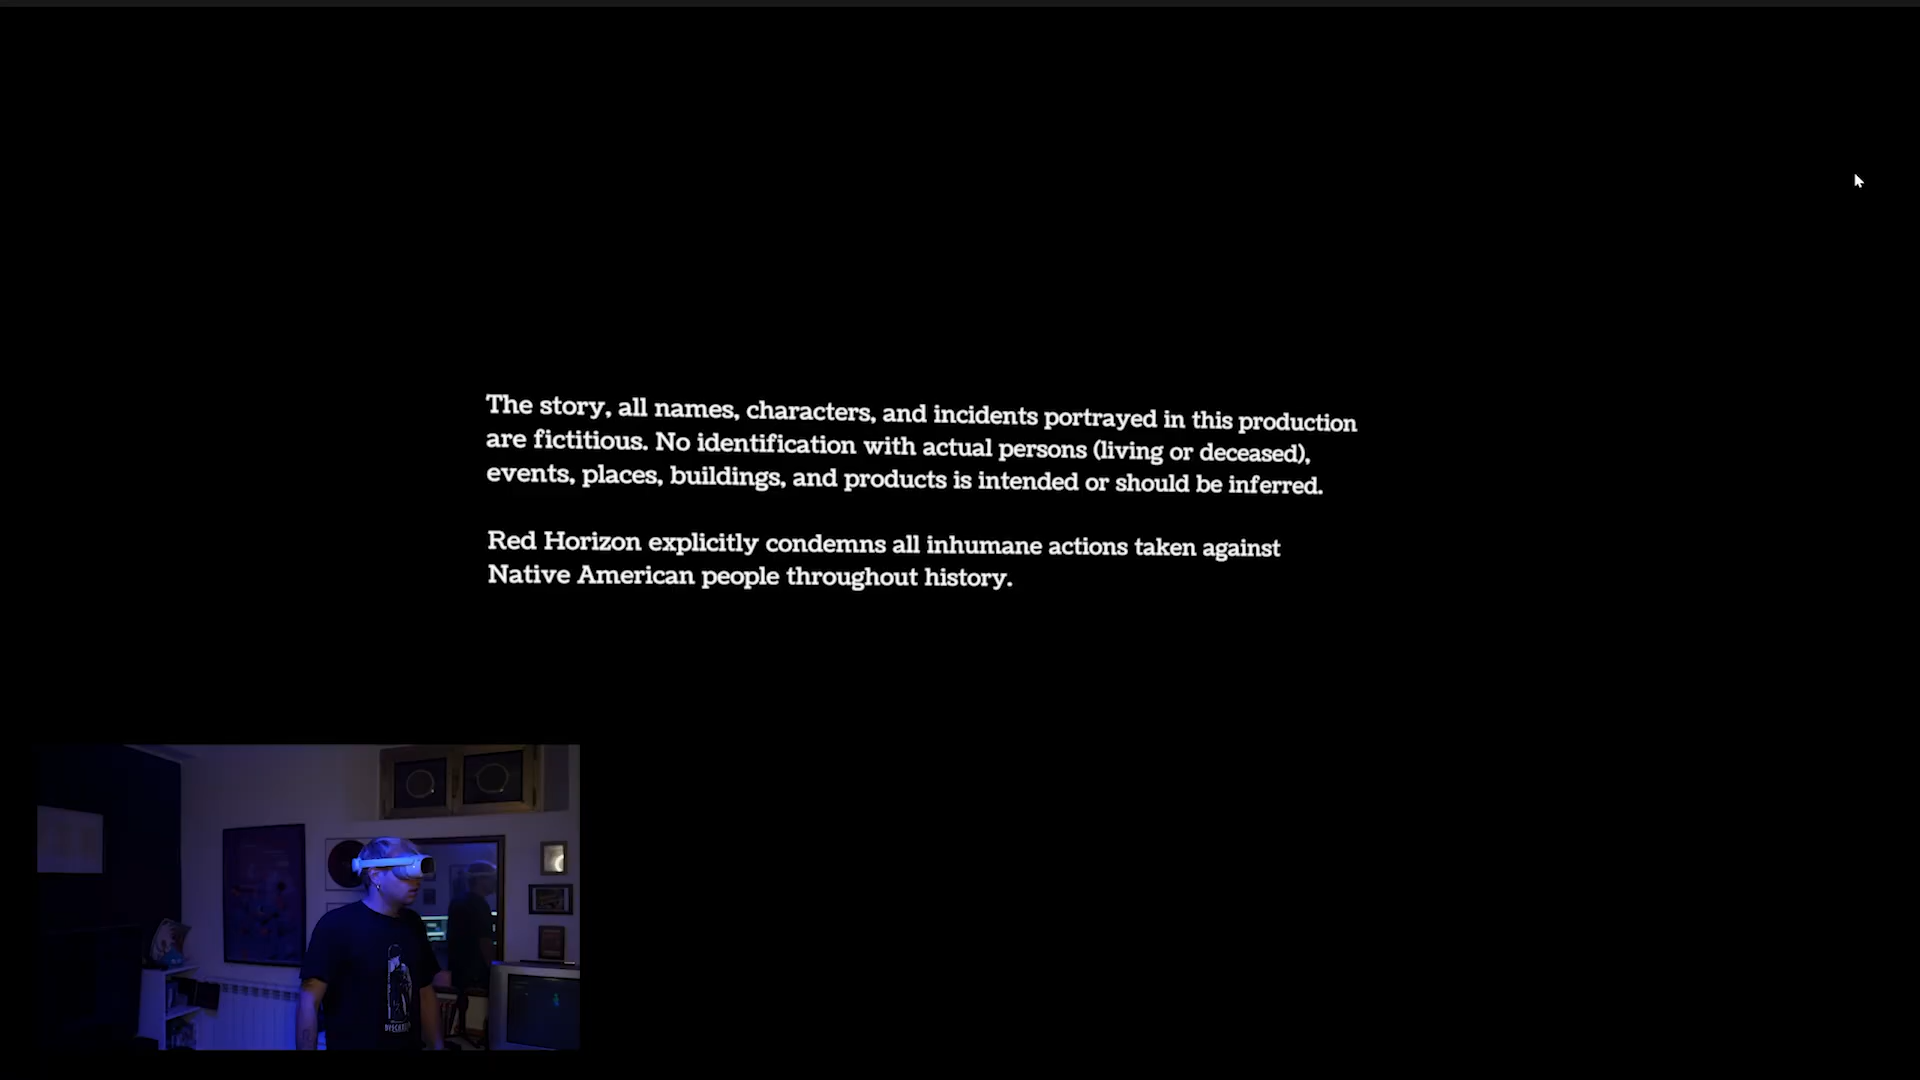 The story, all names, characters, and incidents portrayed in this production
are fictitious. No identification with actual persons (living or deceased),
events, places, buildings, and products is intended or should be inferred.
Red Horizon explicitly condemns all inhumane actions taken against
Native American people throughout history.